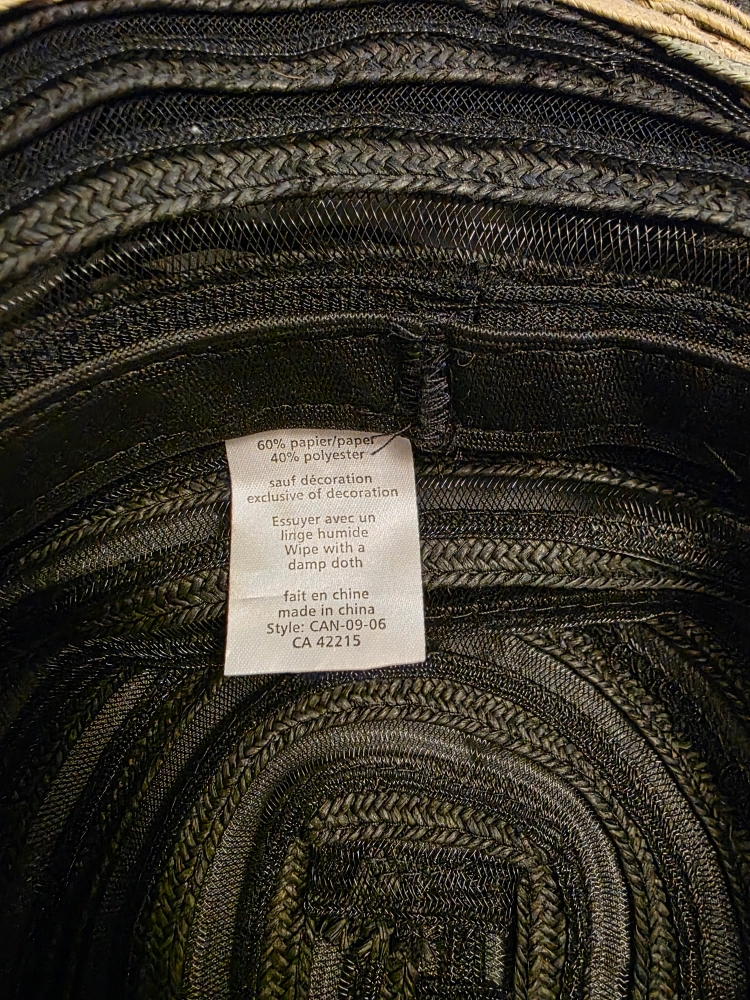 60% papier/paper
40% polyester
sauf décoration
exclusive of decoration
Essuyer avec un
linge humide
Wipe with a
damp cloth
fait en chine
made in china
Style: CAN-09-06
CA 42215